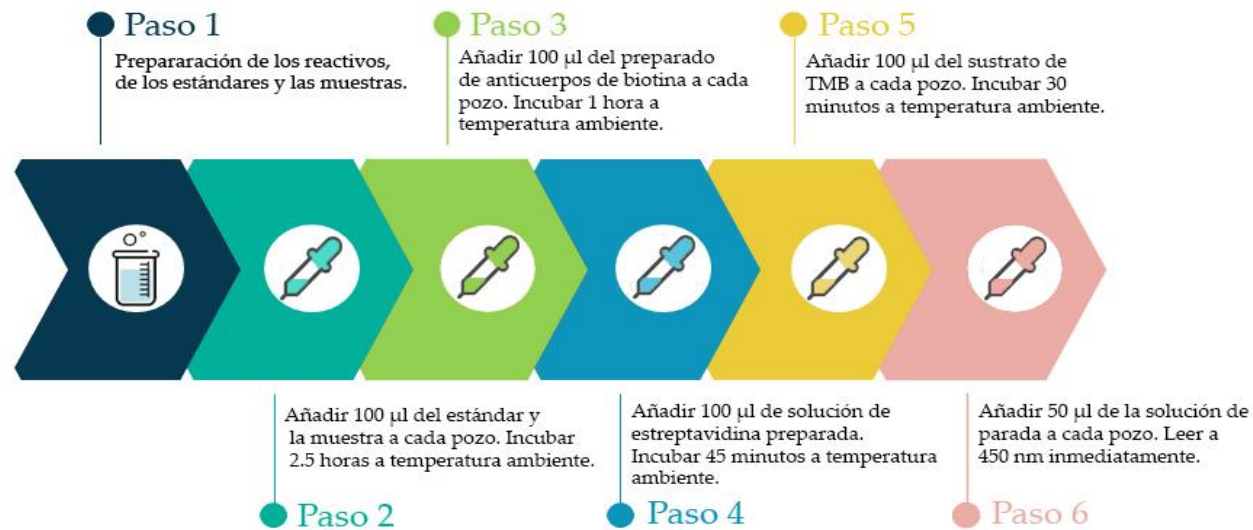 Paso 1
Prepararación de los reactivos,
de los estándares y las muestras.
Añadir 100 µl del estándar y
la muestra a cada pozo. Incubar
2.5 horas a temperatura ambiente.
Paso 2
Paso 3
Añadir 100 µl del preparado
de anticuerpos de biotina a cada
pozo. Incubar 1 hora a
temperatura ambiente.
Añadir 100 µl de solución de
estreptavidina preparada.
Incubar 45 minutos a temperatura
ambiente.
Paso 4
Paso 5
Añadir 100 µl del sustrato de
TMB a cada pozo. Incubar 30
minutos a temperatura ambiente.
Añadir 50 µl de la solución de
parada a cada pozo. Leer a
450 nm inmediatamente.
Paso 6